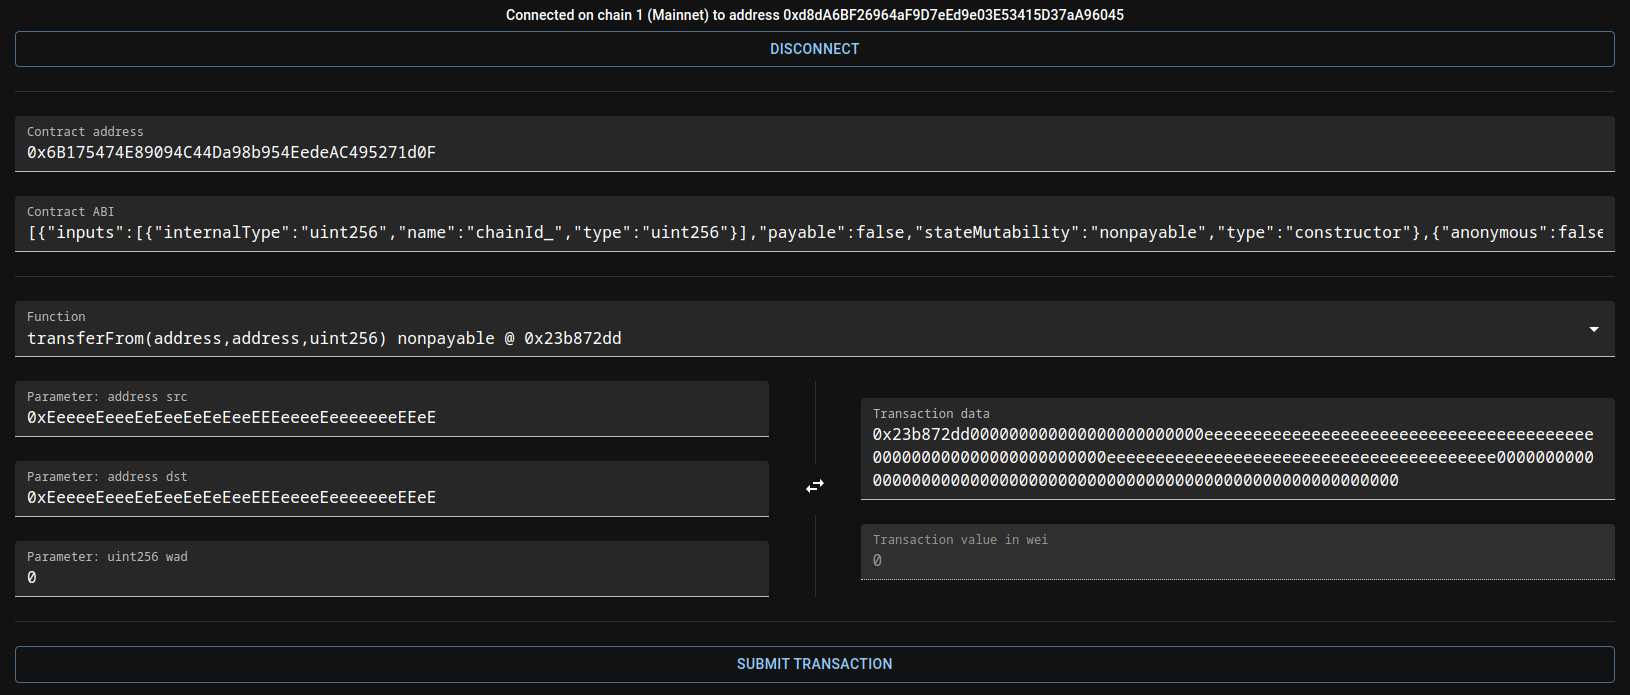 Connected on chain 1 (Mainnet) to address 0xd8dA6BF26964aF9D7eEd9e03E53415D37aA96045
DISCONNECT
Contract address
0x6B175474E89094C44Da98b954EedeAC495271d0F
Contract ABI
[{"inputs":[{"internalType":"uint256","name":"chainId_","type":"uint256"}],"payable":false,"stateMutability":"nonpayable","type":"constructor"},{"anonymous":false
Function
transferFrom(address,address,uint256) nonpayable @ 0x23b872dd
Parameter: address src
0xEeeeeEeeeEeEeeEeEeEeeEEEeeeeEeeeeeeeEEeE
Parameter: address dst
0xEeeeeEeeeEeEeeEeEeEeeEEEeeeeEeeeeeeeEEeE
Parameter: uint256 wad
0
Transaction data
0x23b872dd000000000000000000000000eeeeeeeeeeeeeeeeeeeeeeeeeeeeeeeeeeeeeeee
000000000000000000000000eeeeeeeeeeeeeeeeeeeeeeeeeeeeeeeeeeeeeeee0000000000
000000000000000000000000000000000000000000000000000000
Transaction value in wei
0
SUBMIT TRANSACTION